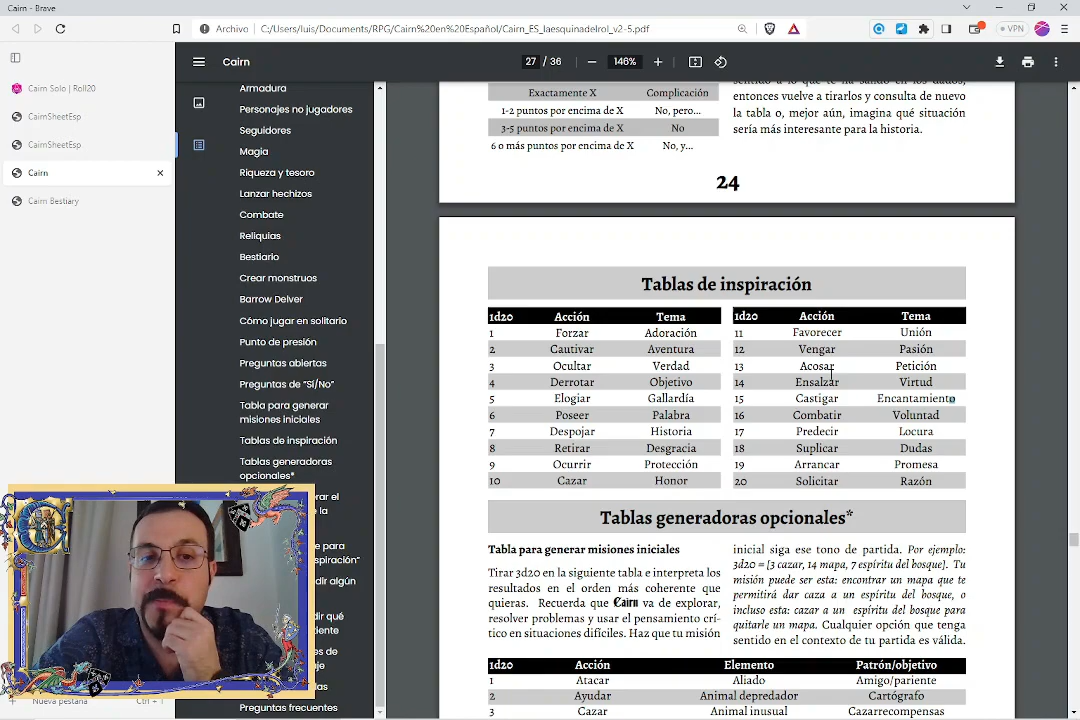 Cairn - Brave
Archivo
C:/Users/luis/Documents/RPG/Cairn%20en%20Español/Cairn_ES_laesquinadelrol_v2-5.pdf
VPN
Cairn Solo | Roll20
CairnSheetEsp
CairnSheetEsp
Cairn
Cairn Bestiary
Nueva pestaña
Ctrl +
Cairn
27 / 36
146%
Armadura
Personajes no jugadores
Seguidores
Magia
Riqueza y tesoro
Lanzar hechizos
Combate
Reliquias
Bestiario
Crear monstruos
Barrow Delver
Cómo jugar en solitario
Punto de presión
Preguntas abiertas
Preguntas de "Sí/No"
Tabla para generar
misiones iniciales
Tablas de inspiración
Tablas generadoras
opcionales*
Preguntas frecuentes
Exactamente X Complicación
1-2 puntos por encima de X No, pero...
3-5 puntos por encima de X No
6 o más puntos por encima de X No, y...
entonces vuelve a tirarlos y consulta de nuevo
la tabla o, mejor aún, imagina qué situación
sería más interesante para la historia.
24
Tablas de inspiración
1d20 Acción Tema
1 Forzar Adoración
2 Cautivar Aventura
3 Ocultar Verdad
4 Derrotar Objetivo
5 Elogiar Gallardía
6 Poseer Palabra
7 Despojar Historia
8 Retirar Desgracia
9 Ocurrir Protección
10 Cazar Honor
1d20 Acción Tema
11 Favorecer Unión
12 Vengar Pasión
13 Acosar Petición
14 Ensalzar Virtud
15 Castigar Encantamiento
16 Combatir Voluntad
17 Predecir Locura
18 Suplicar Dudas
19 Arrancar Promesa
20 Solicitar Razón
Tablas generadoras opcionales*
Tabla para generar misiones iniciales
Tirar 3d20 en la siguiente tabla e interpreta los
resultados en el orden más coherente que
quieras. Recuerda que Cairn va de explorar,
resolver problemas y usar el pensamiento crí-
tico en situaciones difíciles. Haz que tu misión
inicial siga ese tono de partida. Por ejemplo:
3d20 = [3 cazar, 14 mapa, 7 espíritu del bosque]. Tu
misión puede ser esta: encontrar un mapa que te
permitirá dar caza a un espíritu del bosque, o
incluso esta: cazar a un espíritu del bosque para
quitarle un mapa. Cualquier opción que tenga
sentido en el contexto de tu partida es válida.
1d20 Acción Elemento Patrón/objetivo
1 Atacar Aliado Amigo/pariente
2 Ayudar Animal depredador Cartógrafo
3 Cazar Animal inusual Cazarrecompensas